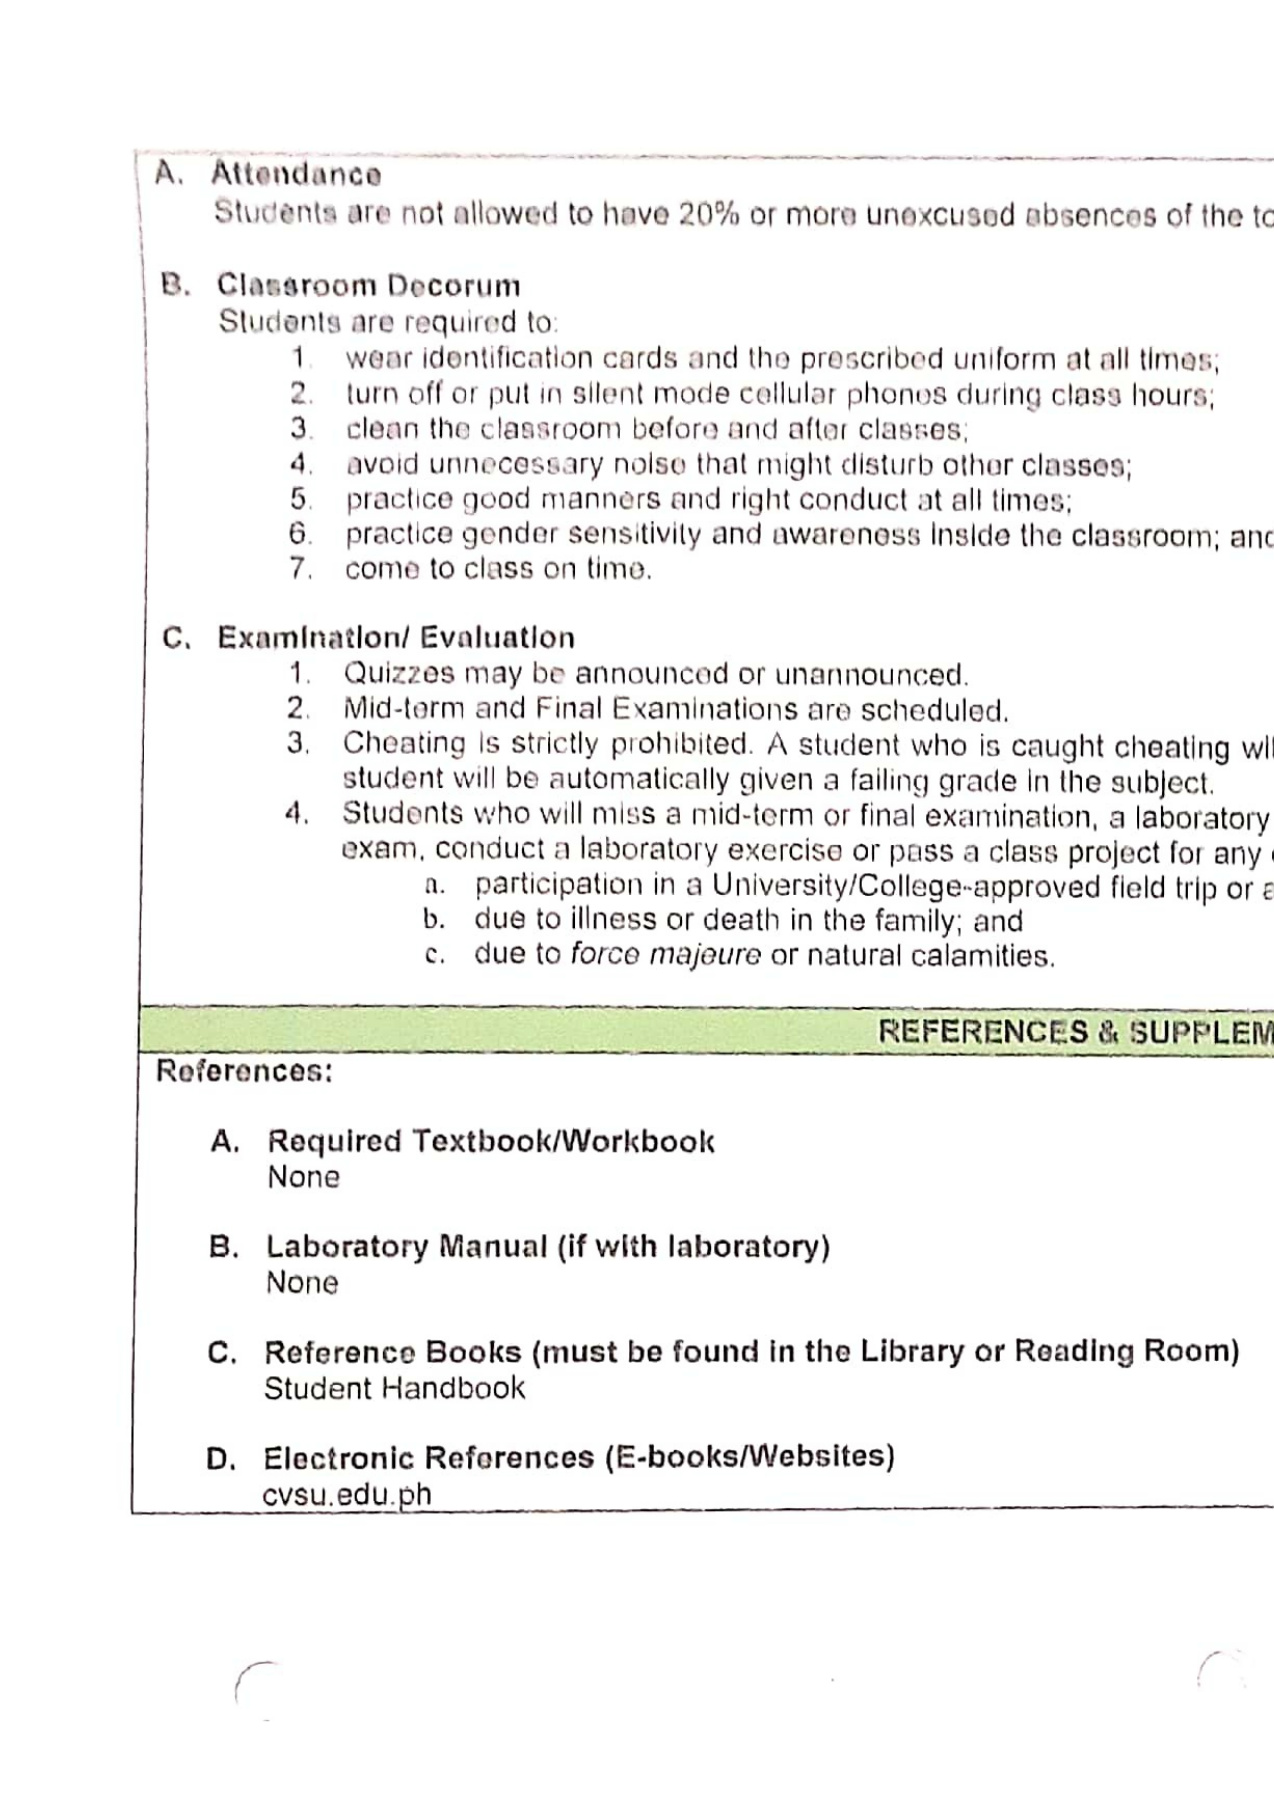 A. Attendance
Students are not allowed to have 20% or more unexcused absences of the
B. Classroom Decorum
Students are required to:
1. wear identification cards and the prescribed uniform at all times;
2. turn off or put in silent mode cellular phones during class hours;
3. clean the classroom before and after classes;
4. avoid unnecessary noise that might disturb other classes;
5. practice good manners and right conduct at all times;
6. practice gender sensitivity and awareness inside the classroom;
7. come to class on time.
C. Examination/ Evaluation
1. Quizzes may be announced or unannounced.
2. Mid-term and Final Examinations are scheduled.
3. Cheating is strictly prohibited. A student who is caught cheating
student will be automatically given a failing grade in the subject.
4. Students who will miss a mid-term or final examination, a laboratory
exam, conduct a laboratory exercise or pass a class project for any
a. participation in a University/College-approved field trip or
b. due to illness or death in the family; and
c. due to force majeure or natural calamities.
REFERENCES & SUPPLEM
References:
A. Required Textbook/Workbook
None
B. Laboratory Manual (if with laboratory)
None
C. Reference Books (must be found in the Library or Reading Room)
Student Handbook
D. Electronic References (E-books/Websites)
cvsu.edu.ph